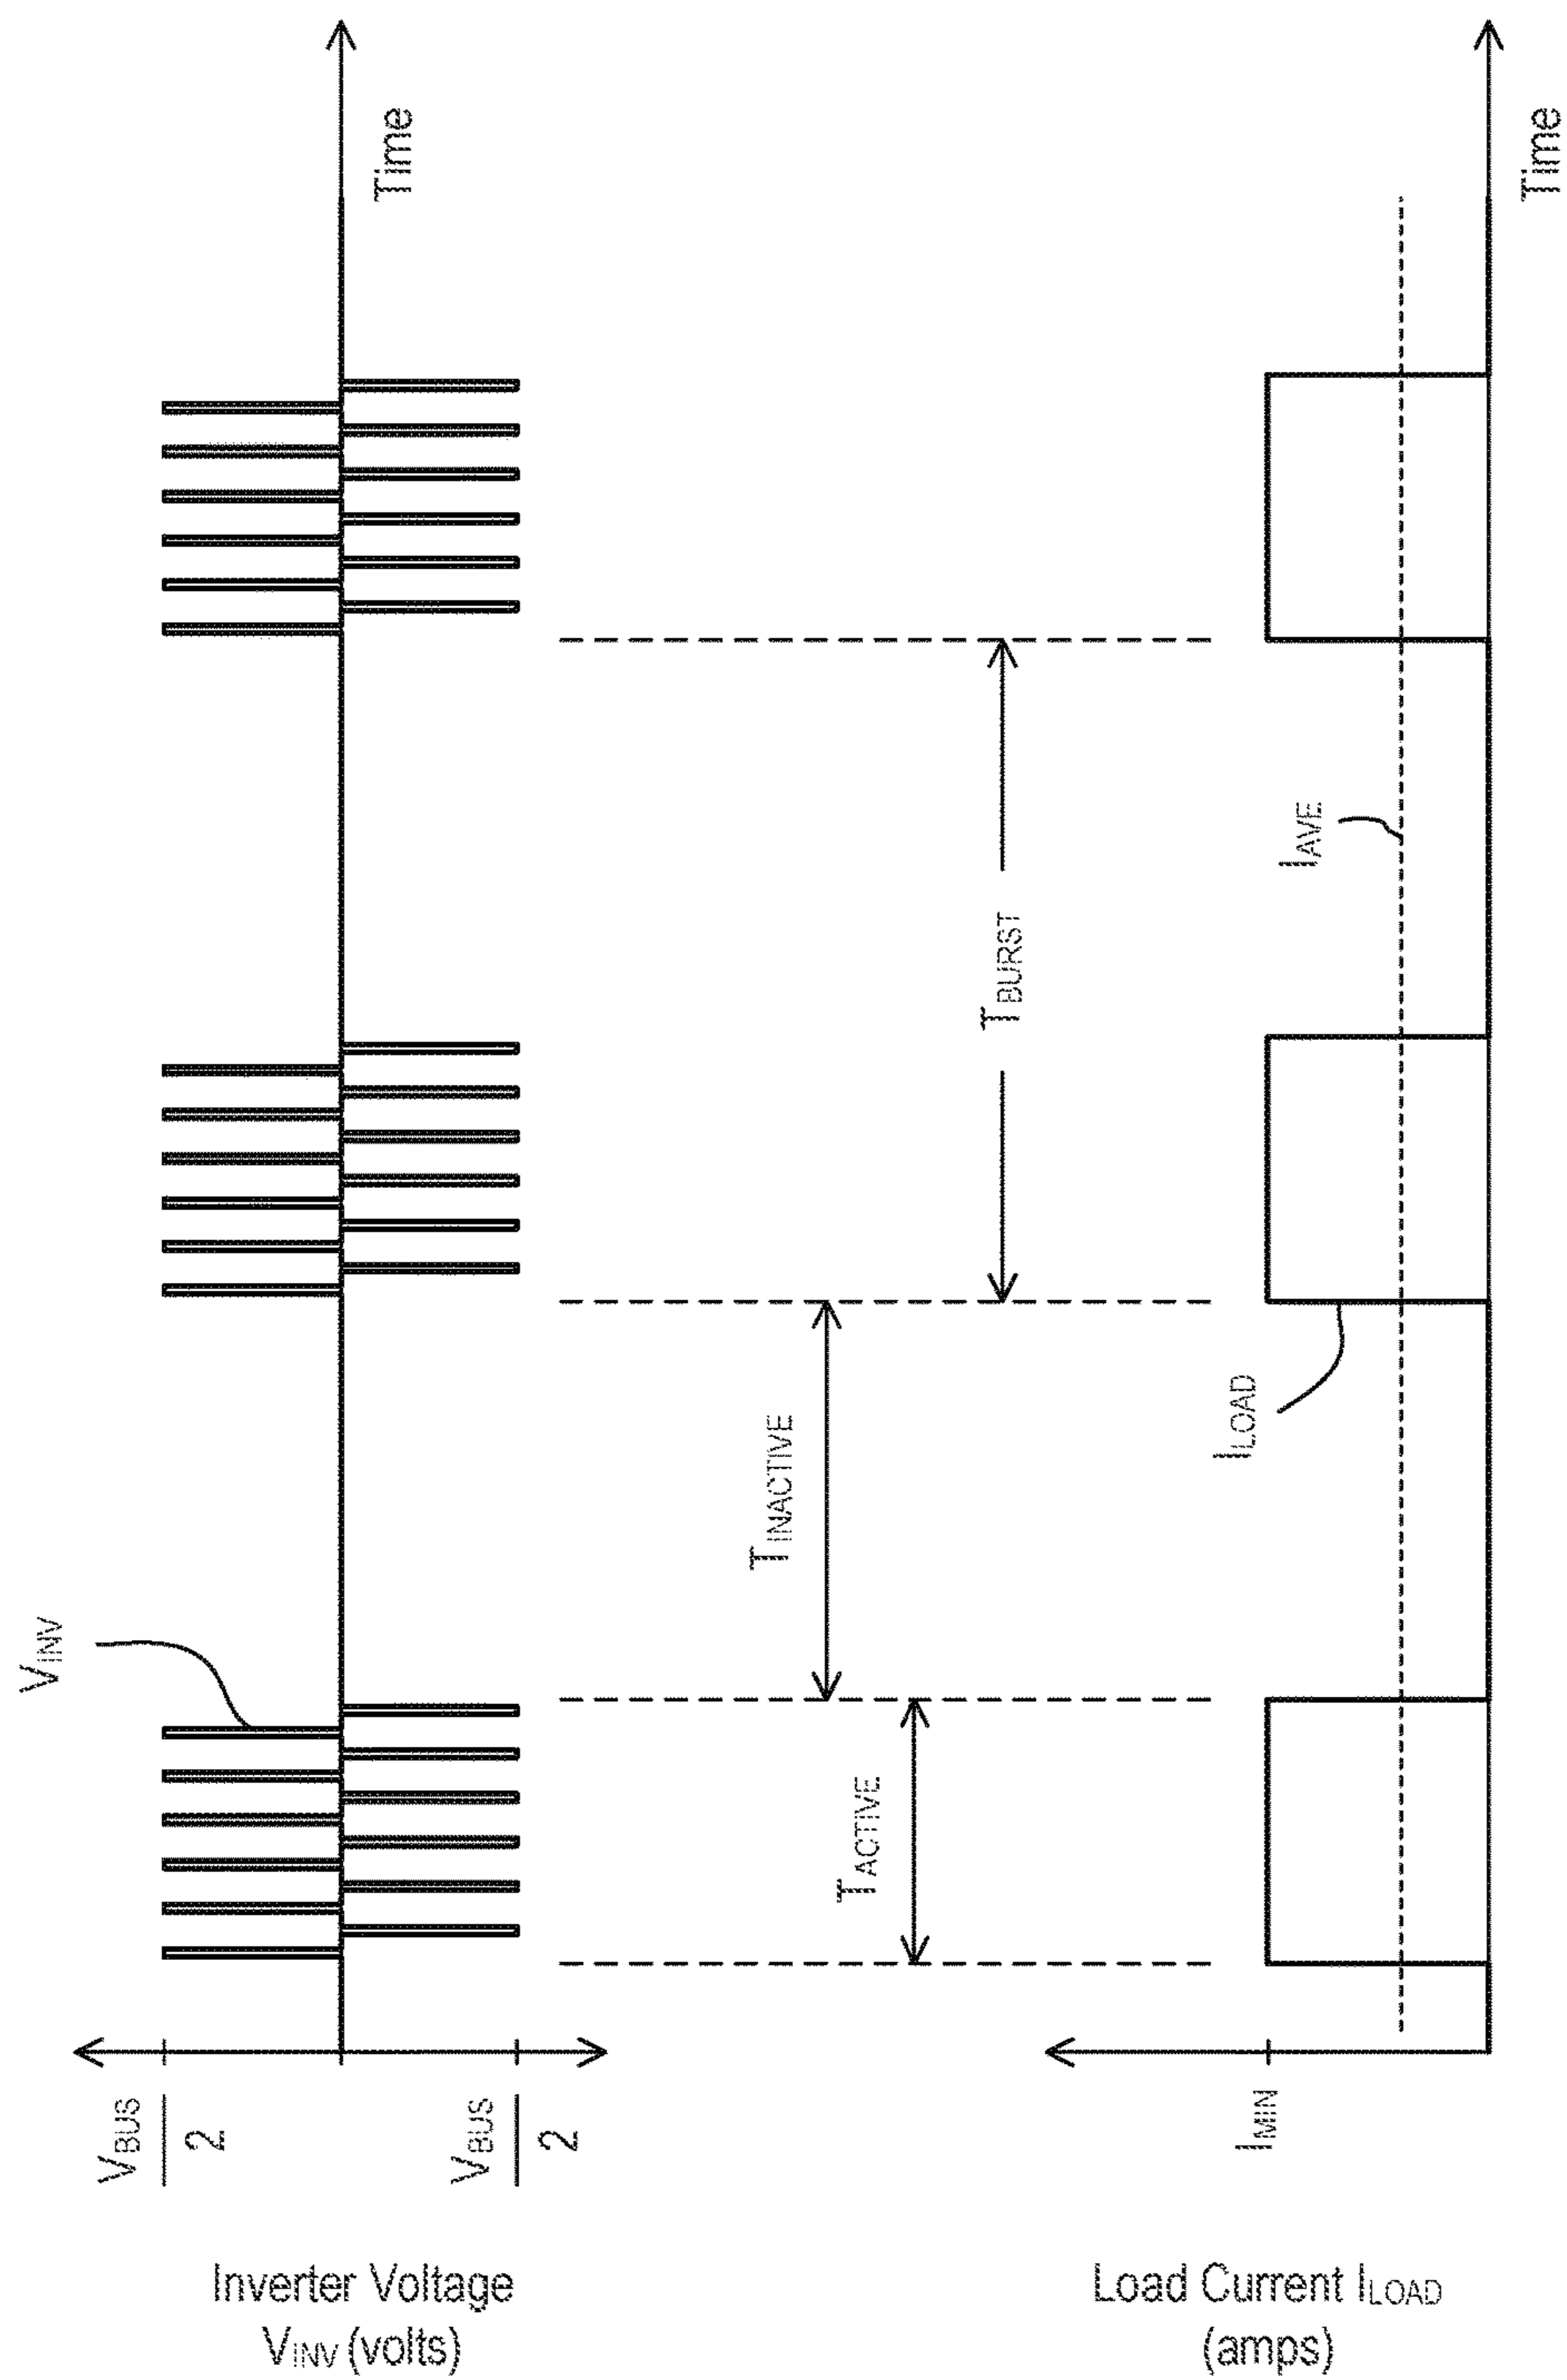 Inverter Voltage
VINV (volts)
VBUS
2
VBUS
2
VINV
Time
TACTIVE
TINACTIVE
TBURST
Load Current ILOAD
(amps)
IMIN
ILOAD
IAVE
Time